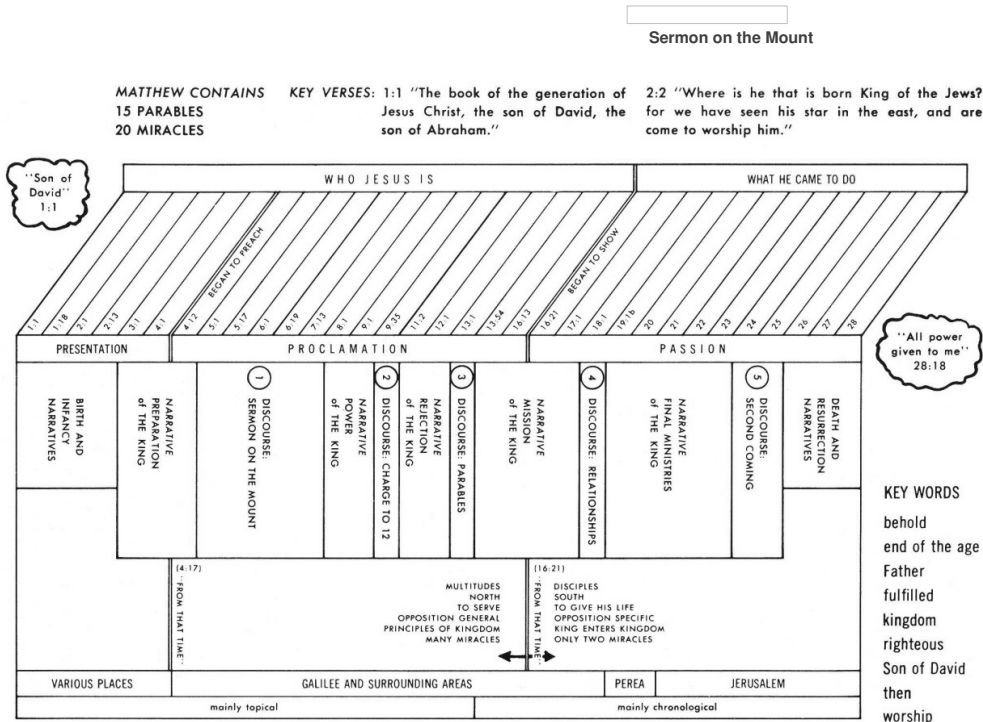 Sermon on the Mount
MATTHEW CONTAINS
15 PARABLES
20 MIRACLES
KEY VERSES: 1:1 "The book of the generation of
Jesus Christ, the son of David, the
son of Abraham."
2:2 "Where is he that is born King of the Jews?
for we have seen his star in the east, and are
come to worship him."
"Son of
David"
1:1
WHO JESUS IS
WHAT HE CAME TO DO
BEGAN TO PREACH
BEGAN TO SHOW
1:1
1:18
2:1
2:13
3:1
4:1
4:12
5:1
5:17
6:1
6:19
7:13
8:1
9:1
9:35
11:2
12:1
13:1
13:54
16:13
16:21
17:1
18:1
19:1b
20
21
22
23
24
25
26
27
28
"All power
given to me"
28:18
PRESENTATION
PROCLAMATION
PASSION
BIRTH AND
INFANCY
NARRATIVES
NARRATIVE
PREPARATION
of THE KING
1
DISCOURSE:
SERMON ON THE MOUNT
NARRATIVE
POWER
of THE KING
2
DISCOURSE: CHARGE TO 12
NARRATIVE
REJECTION
of THE KING
3
DISCOURSE: PARABLES
NARRATIVE
MISSION
of THE KING
4
DISCOURSE: RELATIONSHIPS
NARRATIVE
FINAL MINISTRIES
of THE KING
5
DISCOURSE:
SECOND COMING
DEATH AND
RESURRECTION
NARRATIVES
(4:17)
"FROM THAT TIME"
MULTITUDES
NORTH
TO SERVE
OPPOSITION GENERAL
PRINCIPLES OF KINGDOM
MANY MIRACLES
(16:21)
"FROM THAT TIME"
DISCIPLES
SOUTH
TO GIVE HIS LIFE
OPPOSITION SPECIFIC
KING ENTERS KINGDOM
ONLY TWO MIRACLES
VARIOUS PLACES
GALILEE AND SURROUNDING AREAS
PEREA
JERUSALEM
mainly topical
mainly chronological
KEY WORDS
behold
end of the age
Father
fulfilled
kingdom
righteous
Son of David
then
worship